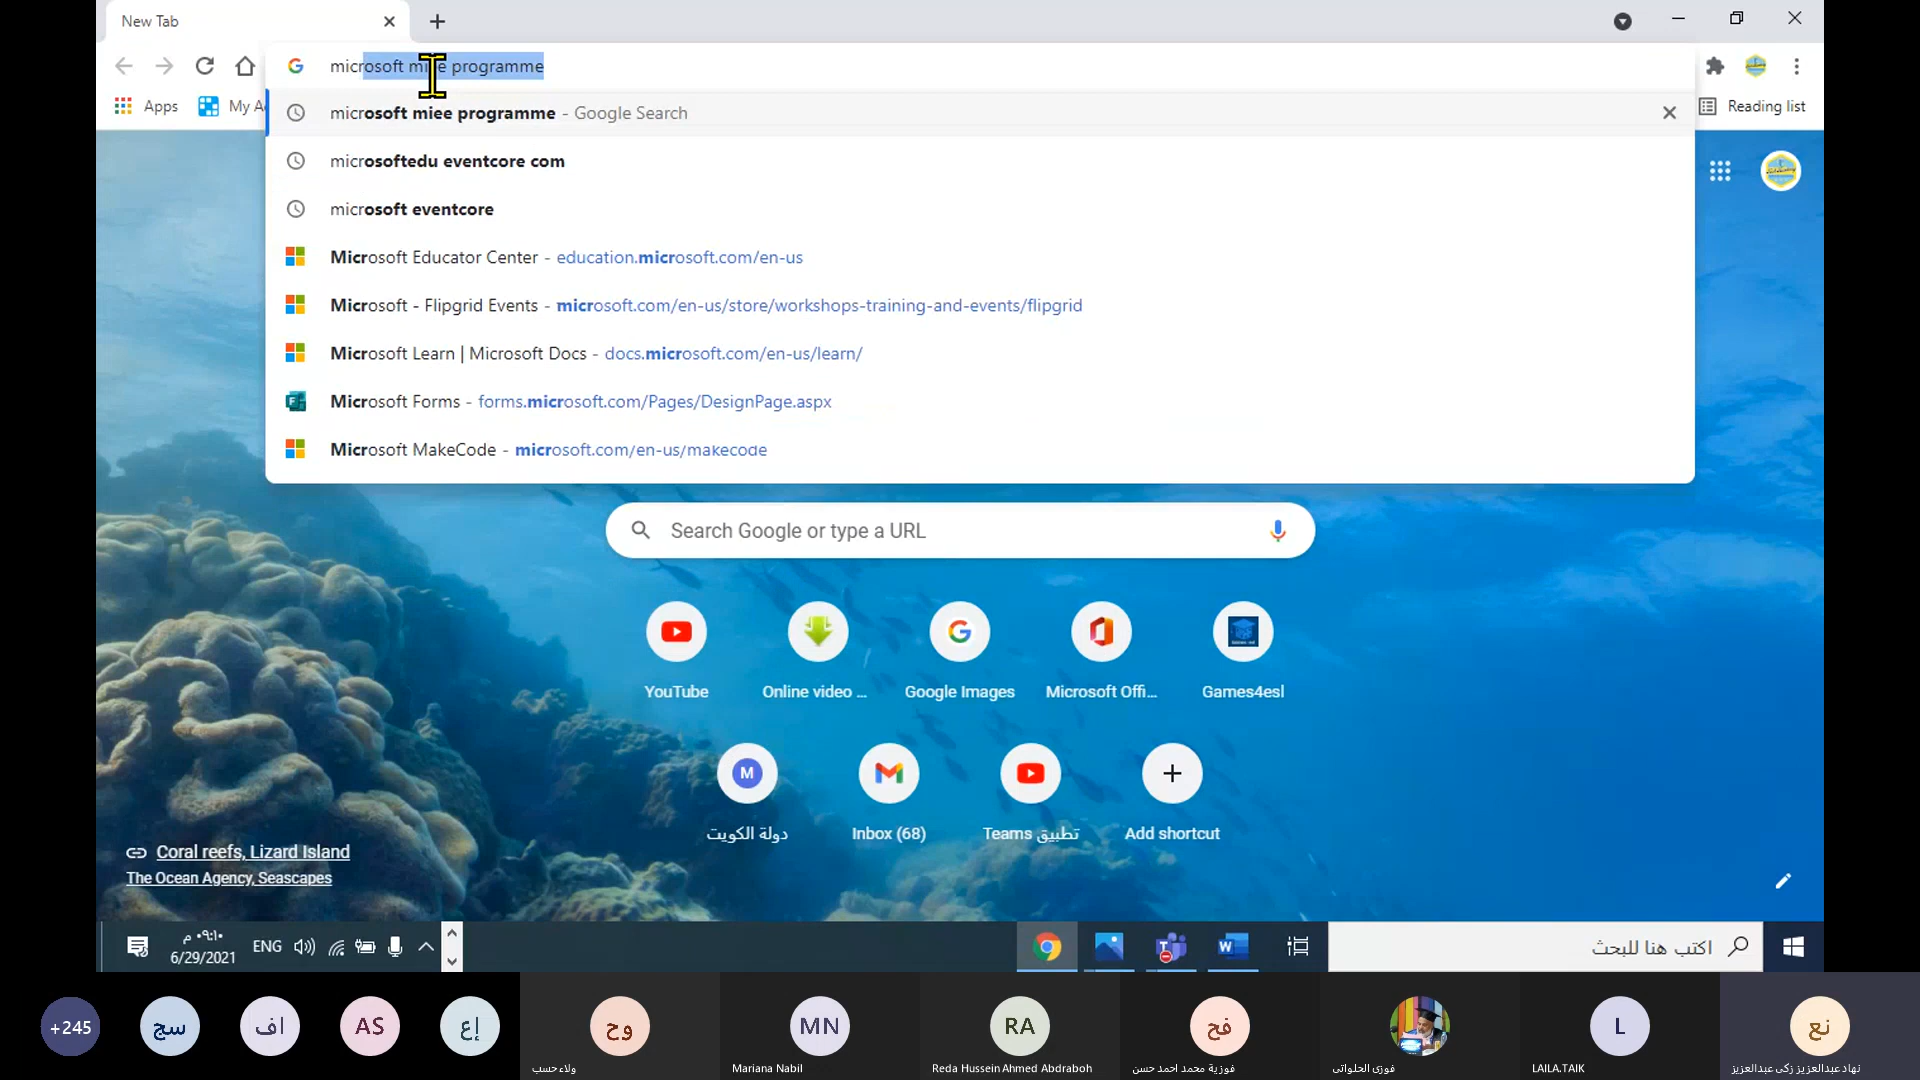 New Tab
microsoft miee programme
Apps
My A
microsoft miee programme - Google Search
Reading list
microsoftedu eventcore com
microsoft eventcore
Microsoft Educator Center - education.microsoft.com/en-us
Microsoft - Flipgrid Events - microsoft.com/en-us/store/workshops-training-and-events/flipgrid
Microsoft Learn | Microsoft Docs - docs.microsoft.com/en-us/learn/
Microsoft Forms - forms.microsoft.com/Pages/DesignPage.aspx
Microsoft MakeCode - microsoft.com/en-us/makecode
Search Google or type a URL
YouTube
Online video ...
Google Images
Microsoft Offi...
Games4esl
M
دولة الكويت
Inbox (68)
تطبيق Teams
Add shortcut
Coral reefs, Lizard Island
The Ocean Agency, Seascapes
٠٩:١٠ م
6/29/2021
ENG
اكتب هنا للبحث
+245
سج
اف
AS
إع
وح
MN
RA
فح
L
نع
ولاء حسب
Mariana Nabil
Reda Hussein Ahmed Abdraboh
فوزية محمد احمد حسن
فوزى الحلوانى
LAILA.TAIK
نهاد عبدالعزيز زكى عبدالعزيز